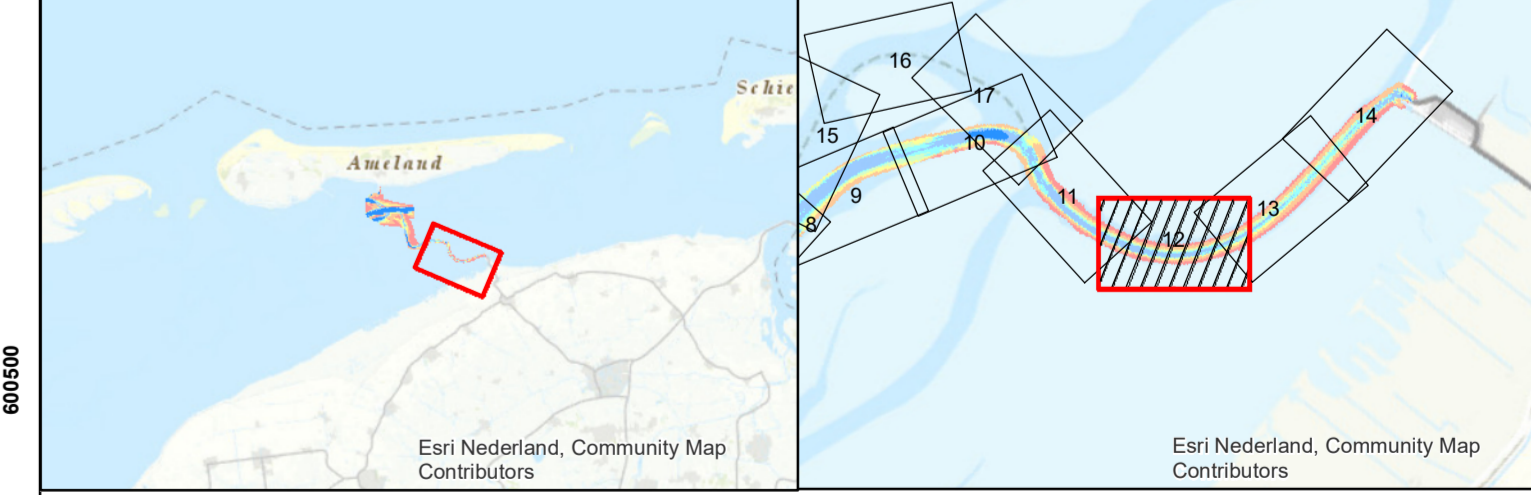 600500
Ameland
Schie
Esri Nederland, Community Map
Contributors
16
17
15
14
10
9
11
13
8
12
Esri Nederland, Community Map
Contributors